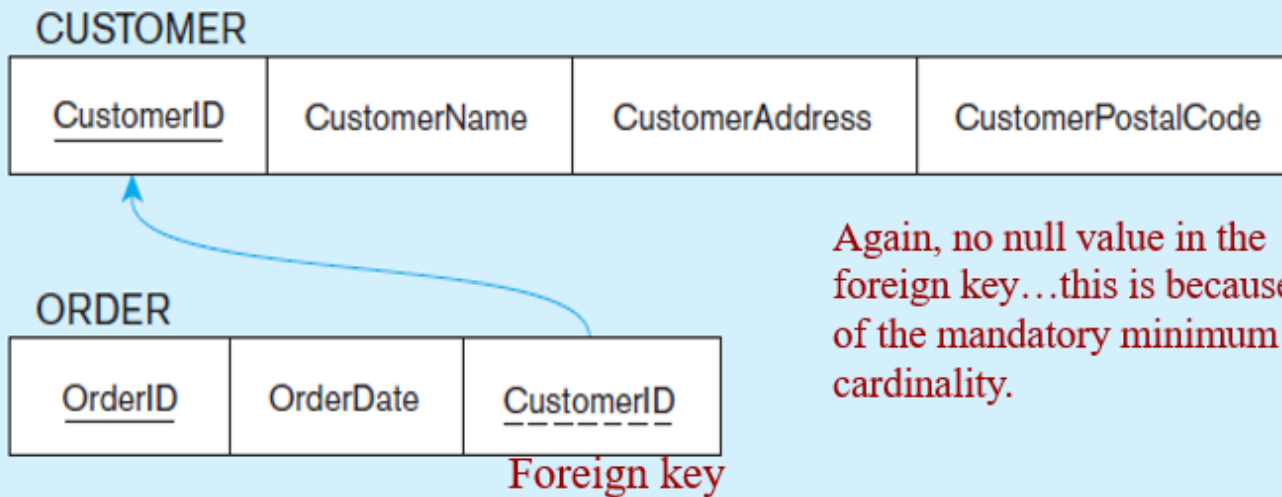 CUSTOMER
CustomerID CustomerName CustomerAddress CustomerPostalCode
Again, no null value in the
foreign key…this is because
of the mandatory minimum
cardinality.
ORDER
OrderID OrderDate CustomerID
Foreign key